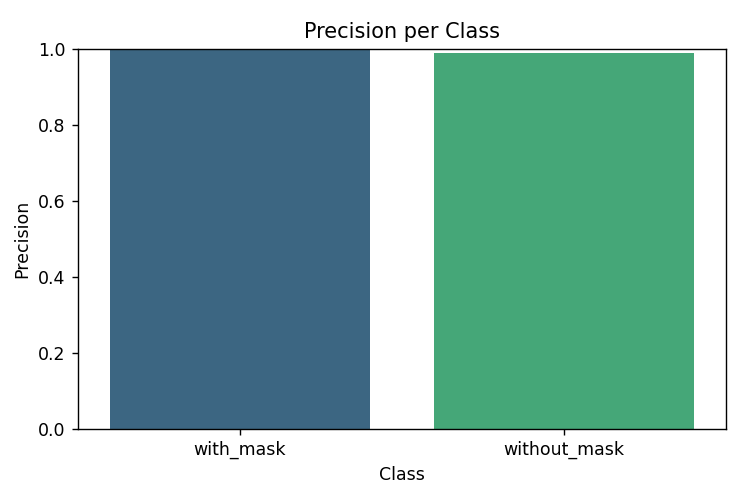 Precision per Class
1.0
0.8
0.6
0.4
0.2
0.0
Precision
with_mask
without_mask
Class